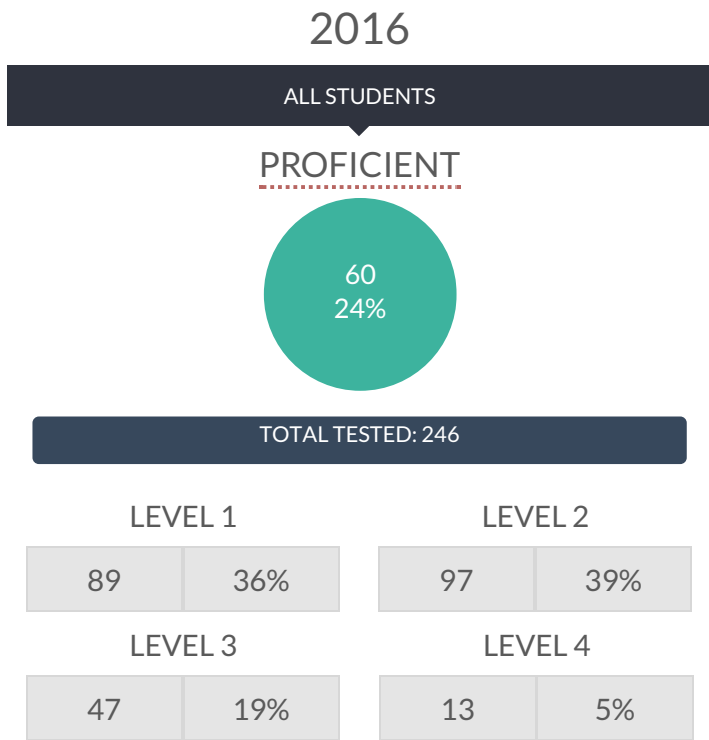 2016
ALL STUDENTS
PROFICIENT
60
24%
TOTAL TESTED: 246
LEVEL 1 LEVEL 2
89 36% 97 39%
LEVEL 3 LEVEL 4
47 19% 13 5%